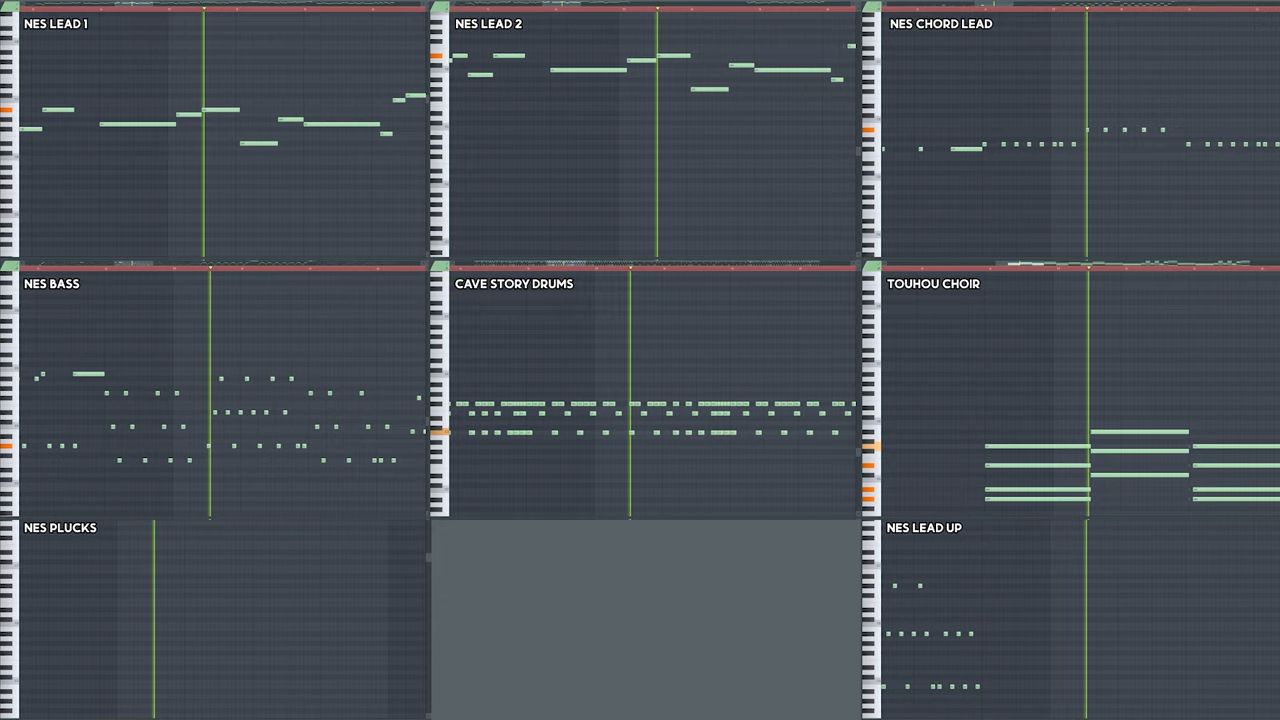 NES LEAD 1
NES LEAD 2
NES CHORD LEAD
NES BASS
CAVE STORY DRUMS
TOUHOU CHOIR
NES PLUCKS
NES LEAD UP